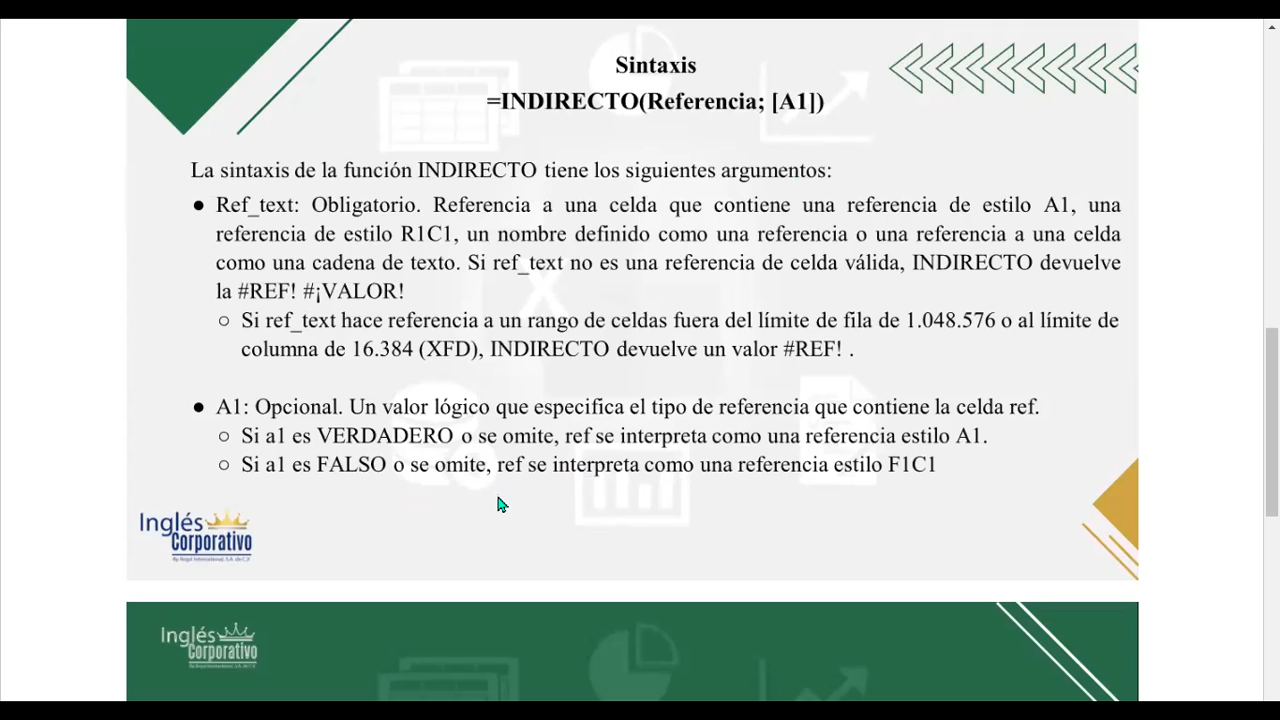 Sintaxis
=INDIRECTO(Referencia; [A1])
La sintaxis de la función INDIRECTO tiene los siguientes argumentos:
● Ref_text: Obligatorio. Referencia a una celda que contiene una referencia de estilo A1, una
referencia de estilo R1C1, un nombre definido como una referencia o una referencia a una celda
como una cadena de texto. Si ref_text no es una referencia de celda válida, INDIRECTO devuelve
la #REF! #¡VALOR!
○ Si ref_text hace referencia a un rango de celdas fuera del límite de fila de 1.048.576 o al límite de
columna de 16.384 (XFD), INDIRECTO devuelve un valor #REF! .
● A1: Opcional. Un valor lógico que especifica el tipo de referencia que contiene la celda ref.
○ Si a1 es VERDADERO o se omite, ref se interpreta como una referencia estilo A1.
○ Si a1 es FALSO o se omite, ref se interpreta como una referencia estilo F1C1
Inglés
Corporativo
Inglés
Corporativo